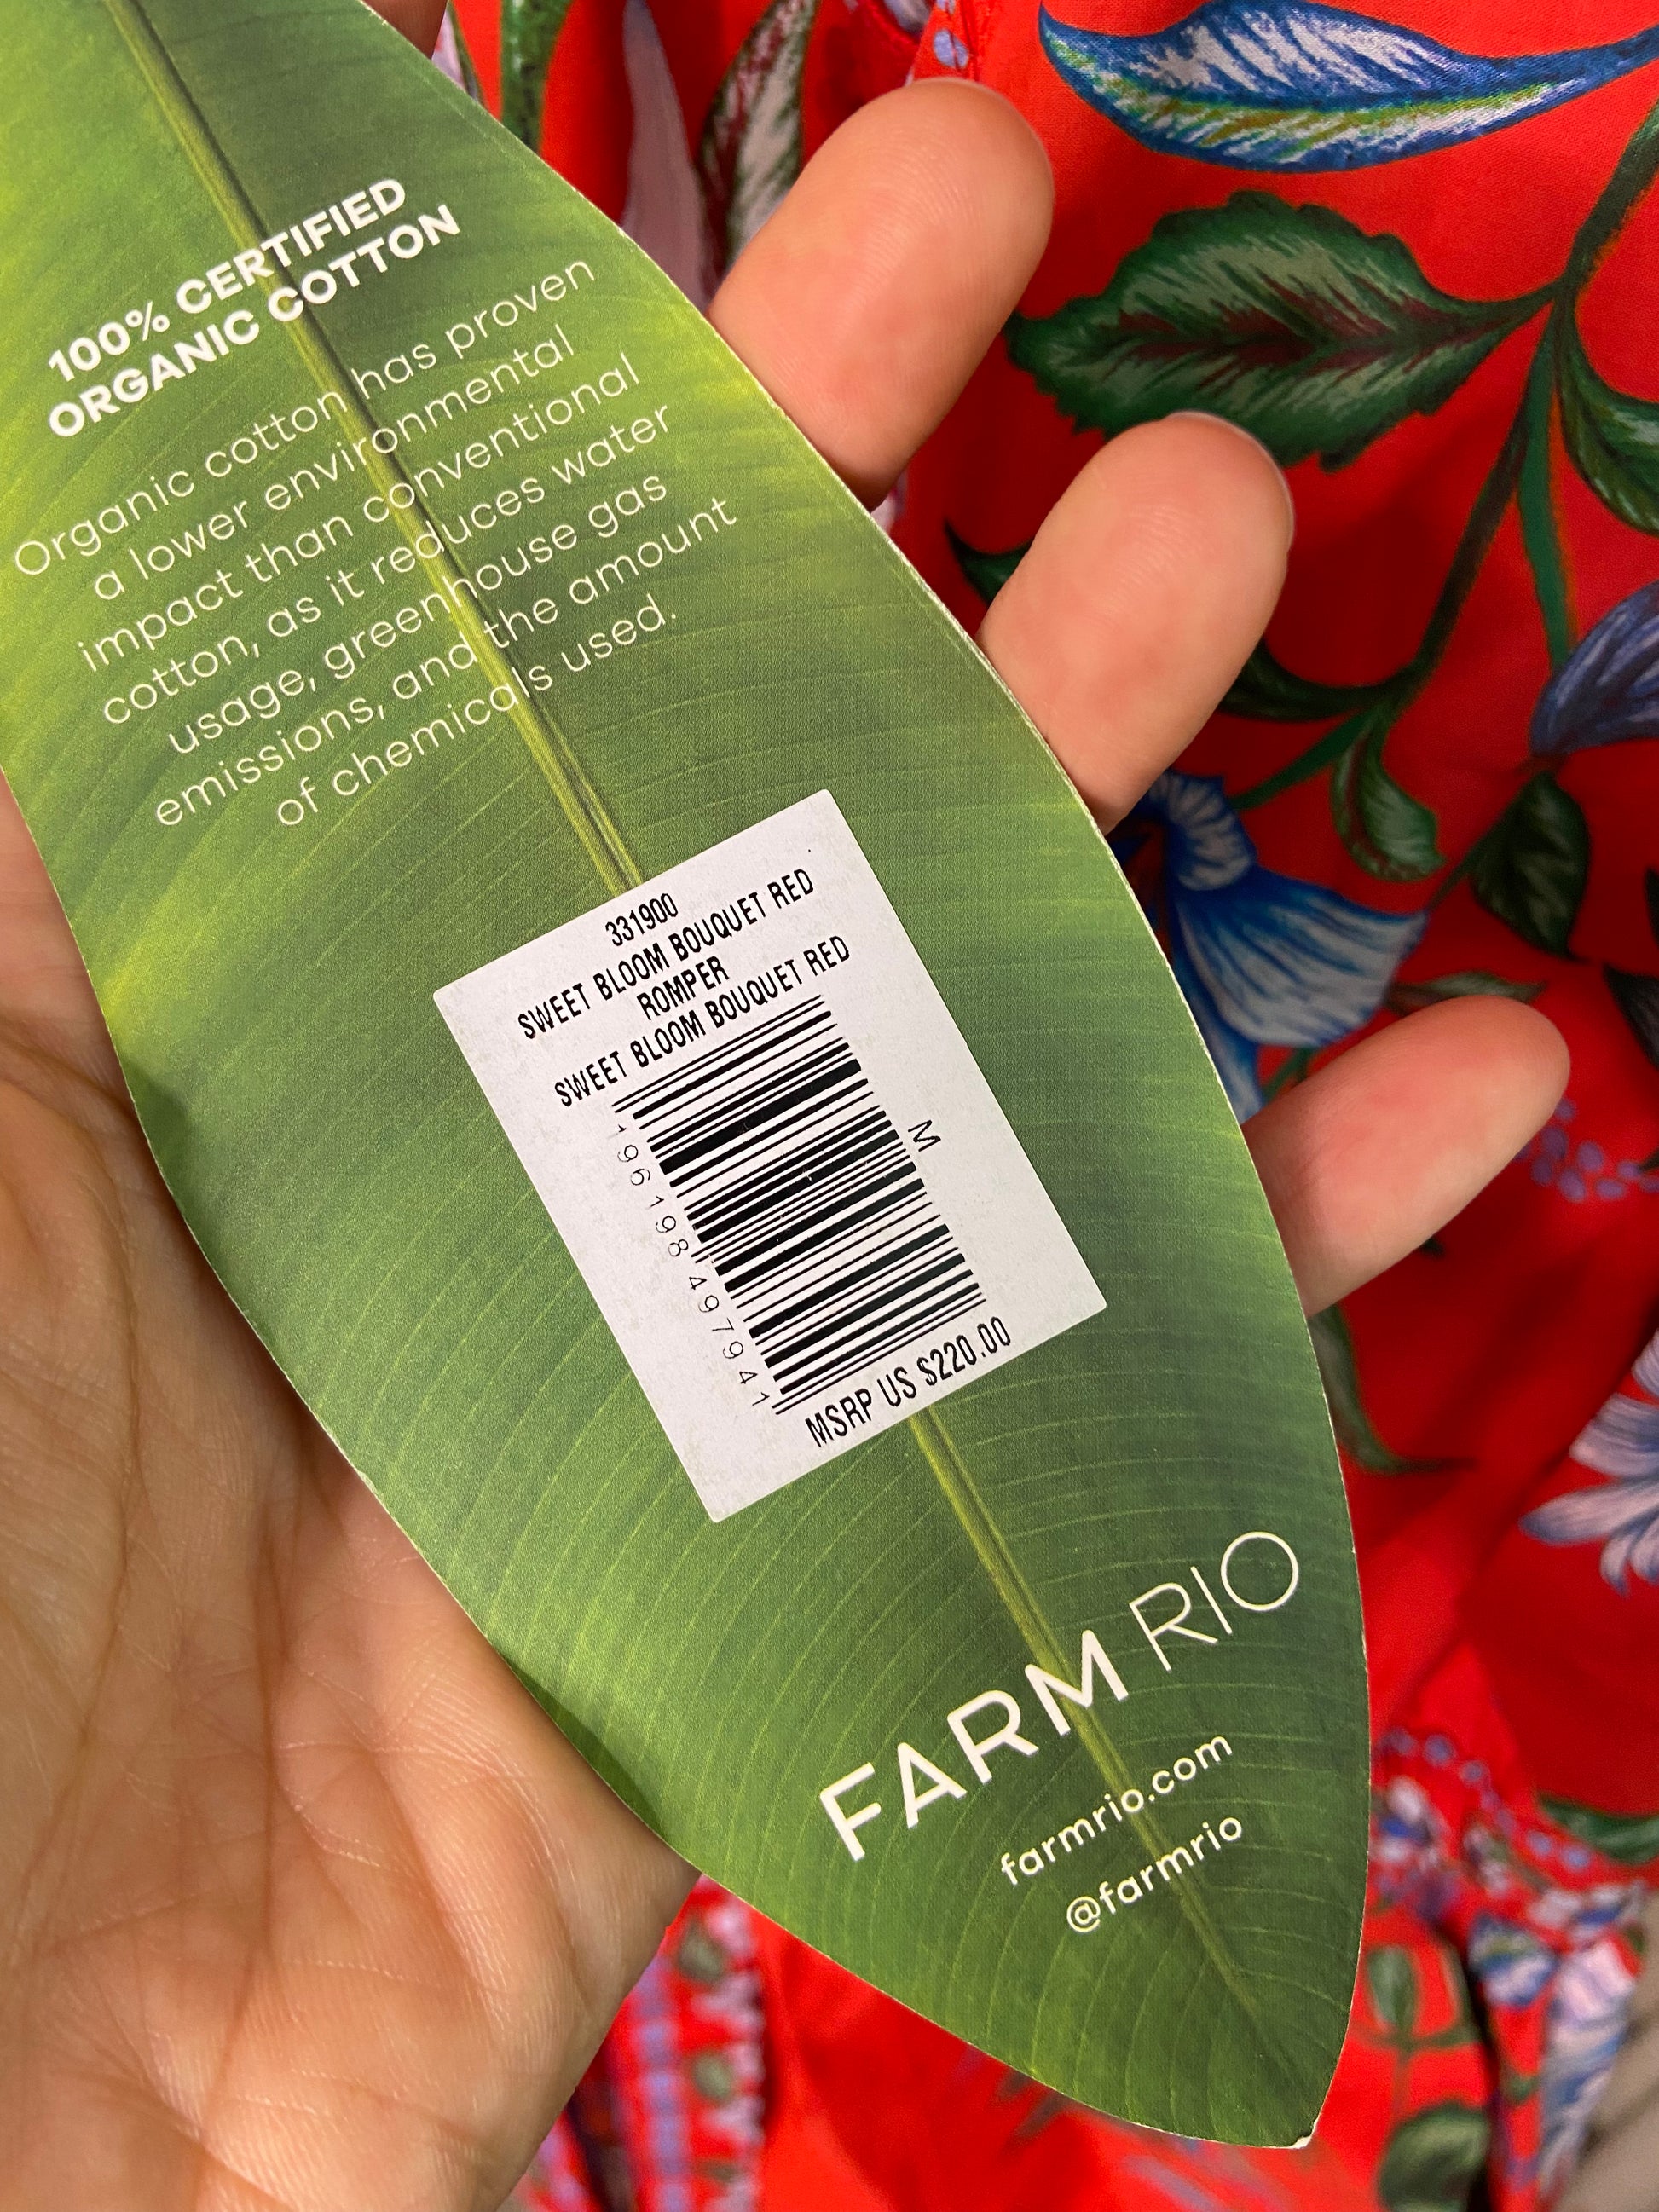 100% CERTIFIED
ORGANIC COTTON
Organic cotton has proven
a lower environmental
impact than conventional
cotton, as it reduces water
usage, greenhouse gas
emissions, and the amount
of chemicals used.
331900
SWEET BLOOM BOUQUET RED
ROMPER
SWEET BLOOM BOUQUET RED
M
196198497941
MSRP US $220.00
FARM RIO
farmrio.com
@farmrio